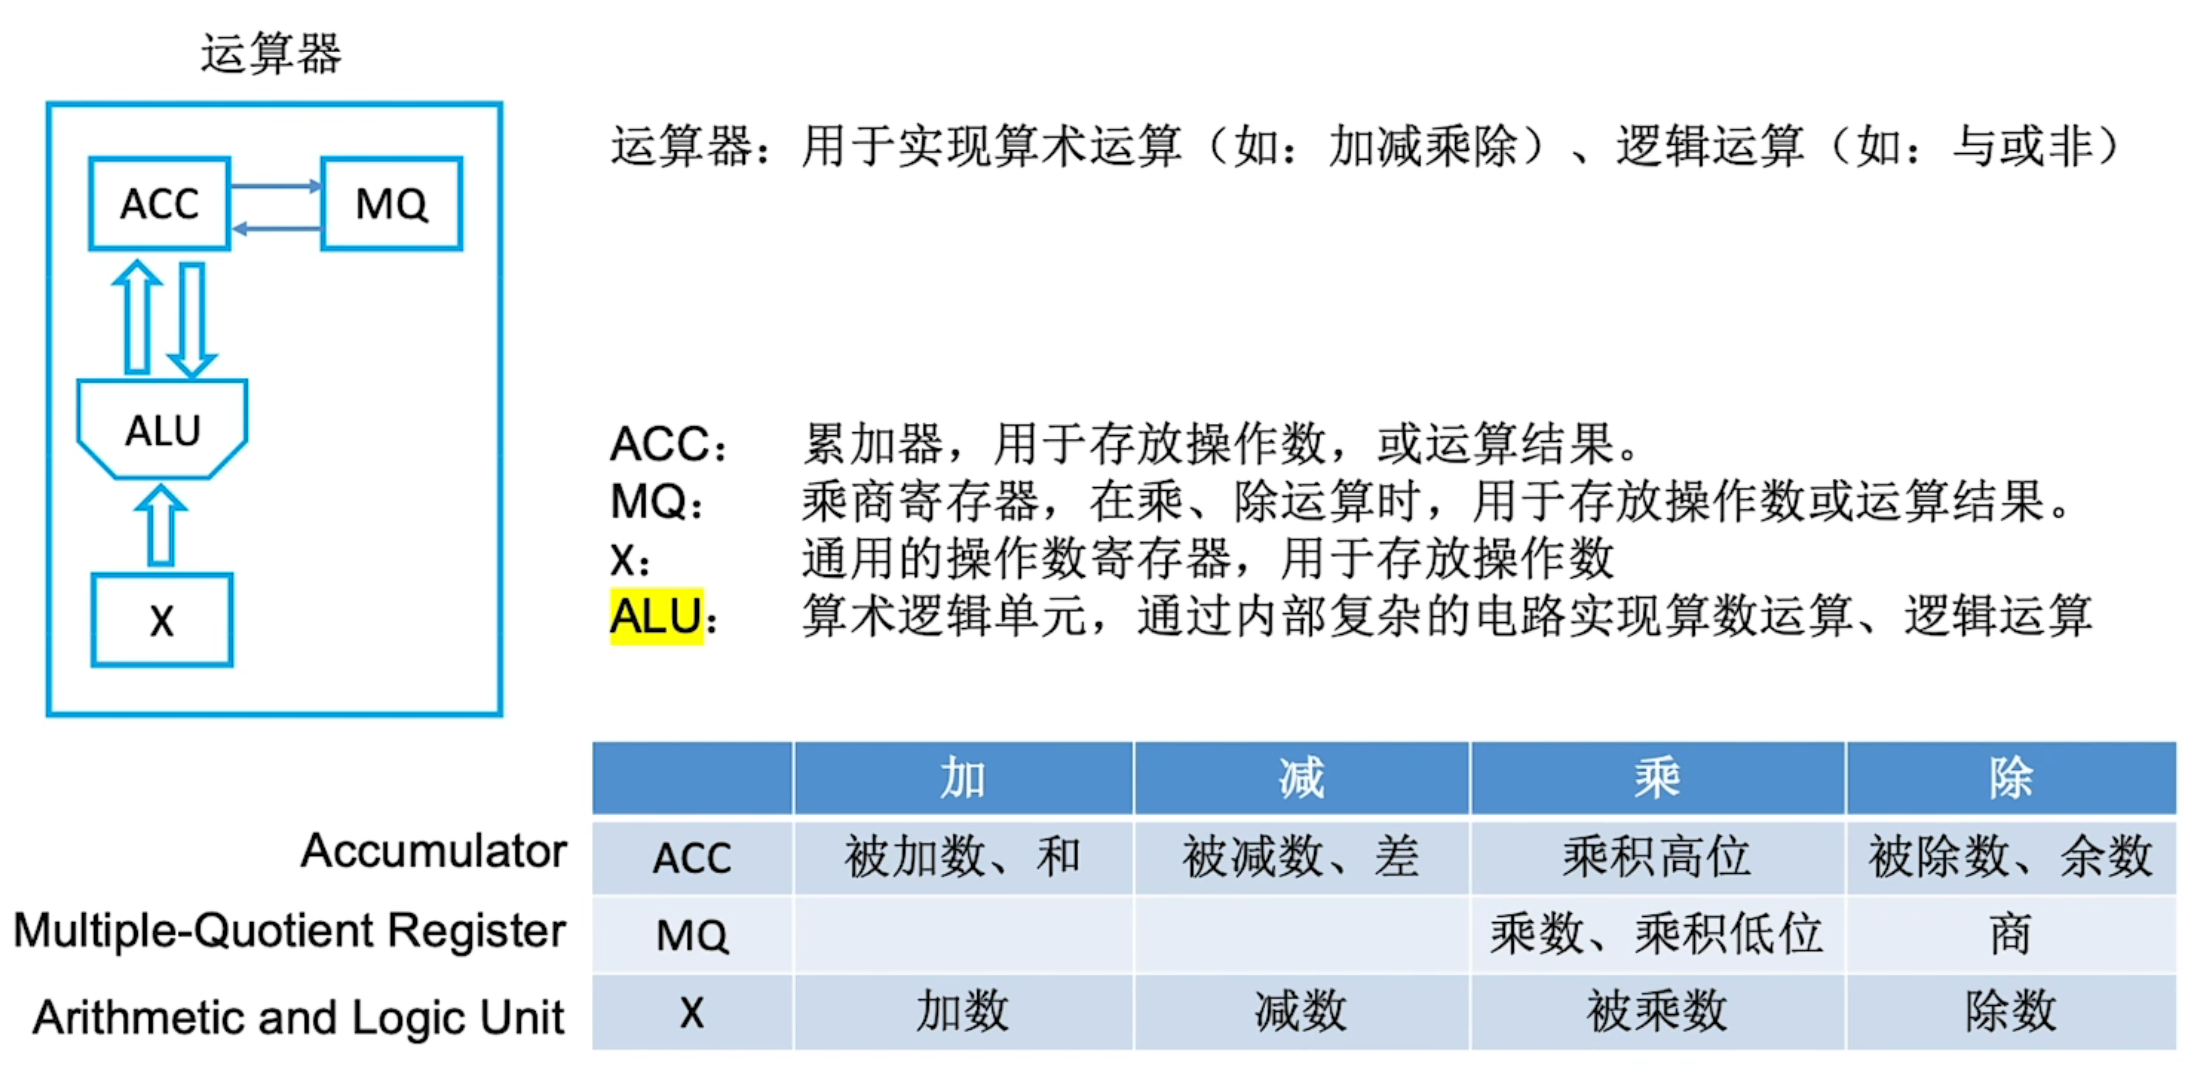 运算器
ACC
MQ
ALU
X
运算器：用于实现算术运算（如：加减乘除）、逻辑运算（如：与或非）
ACC： 累加器，用于存放操作数，或运算结果。
MQ： 乘商寄存器，在乘、除运算时，用于存放操作数或运算结果。
X： 通用的操作数寄存器，用于存放操作数
ALU： 算术逻辑单元，通过内部复杂的电路实现算数运算、逻辑运算
加 减 乘 除
Accumulator ACC 被加数、和 被减数、差 乘积高位 被除数、余数
Multiple-Quotient Register MQ 乘数、乘积低位 商
Arithmetic and Logic Unit X 加数 减数 被乘数 除数